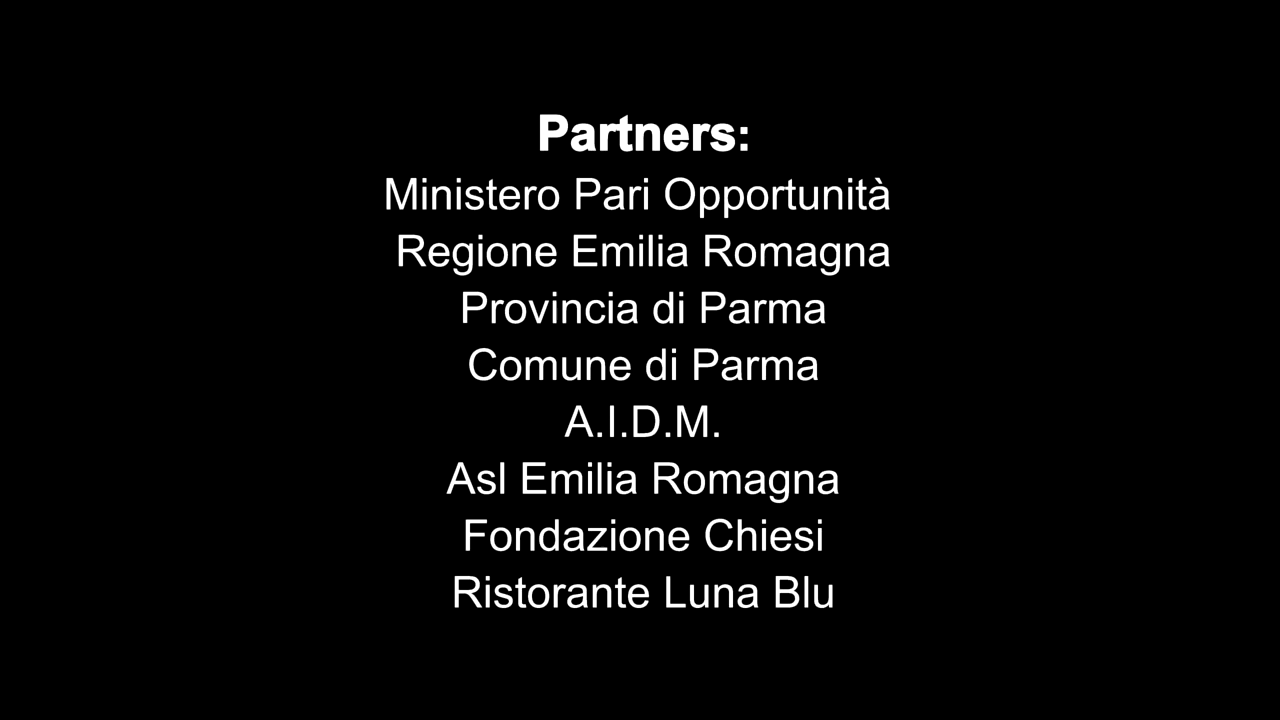 Partners:
Ministero Pari Opportunità
Regione Emilia Romagna
Provincia di Parma
Comune di Parma
A.I.D.M.
Asl Emilia Romagna
Fondazione Chiesi
Ristorante Luna Blu